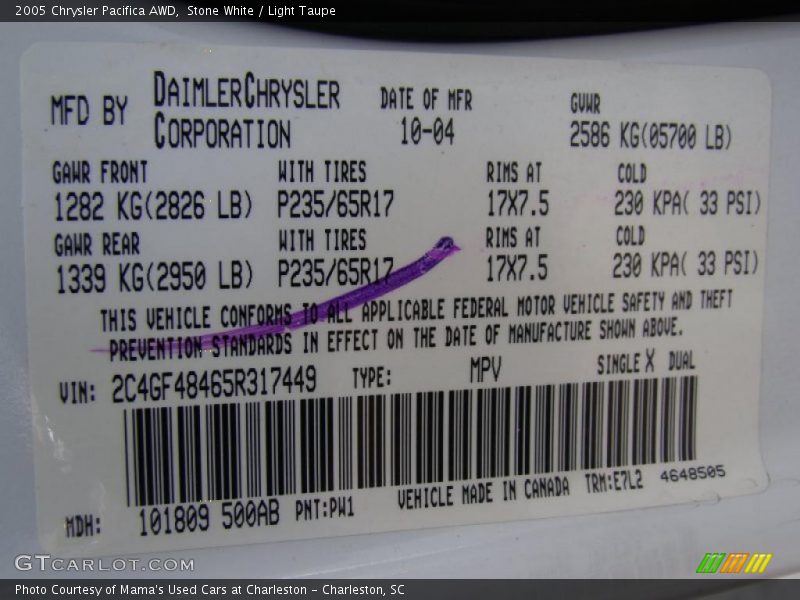 2005 Chrysler Pacifica AWD,  Stone White / Light Taupe
MFD BY DAIMLERCHRYSLER CORPORATION DATE OF MFR 10-04 GVWR 2586 KG(05700 LB)
GAWR FRONT WITH TIRES RIMS AT COLD
1282 KG(2826 LB) P235/65R17 17X7.5 230 KPA( 33 PSI)
GAWR REAR WITH TIRES RIMS AT COLD
1339 KG(2950 LB) P235/65R17 17X7.5 230 KPA( 33 PSI)
THIS VEHICLE CONFORMS TO ALL APPLICABLE FEDERAL MOTOR VEHICLE SAFETY AND THEFT
PREVENTION STANDARDS IN EFFECT ON THE DATE OF MANUFACTURE SHOWN ABOVE.
VIN: 2C4GF48465R317449 TYPE: MPV SINGLE X DUAL
MDH: 101809 500AB PNT:PW1 VEHICLE MADE IN CANADA TRM:E7L2 4648505
GTCARLOT.COM
Photo Courtesy of Mama's Used Cars at Charleston - Charleston, SC